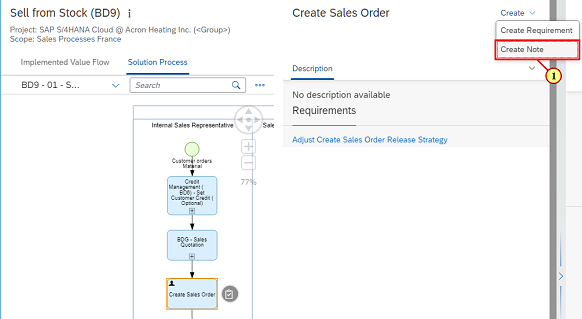 Sell from Stock (BD9)
Project: SAP S/4HANA Cloud @ Acron Heating Inc. (<Group>)
Scope: Sales Processes France
Implemented Value Flow
Solution Process
BD9 - 01 - S...
Search
Internal Sales Representative
Sale
Customer orders
Material
Credit
Management (
BD6) - Set
Customer Credit (
Optional)
BDG - Sales
Quotation
Create Sales Order
77%
Create Sales Order
Create
Create Requirement
Create Note
1
Description
No description available
Requirements
Adjust Create Sales Order Release Strategy